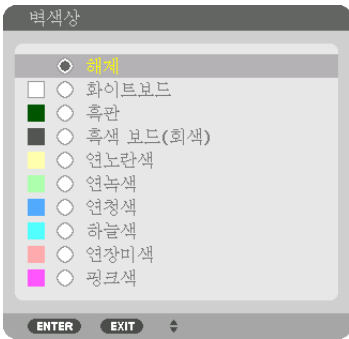 벽색상
해제
화이트보드
흑판
흑색 보드(회색)
연노란색
연녹색
연청색
하늘색
연장미색
핑크색
ENTER EXIT